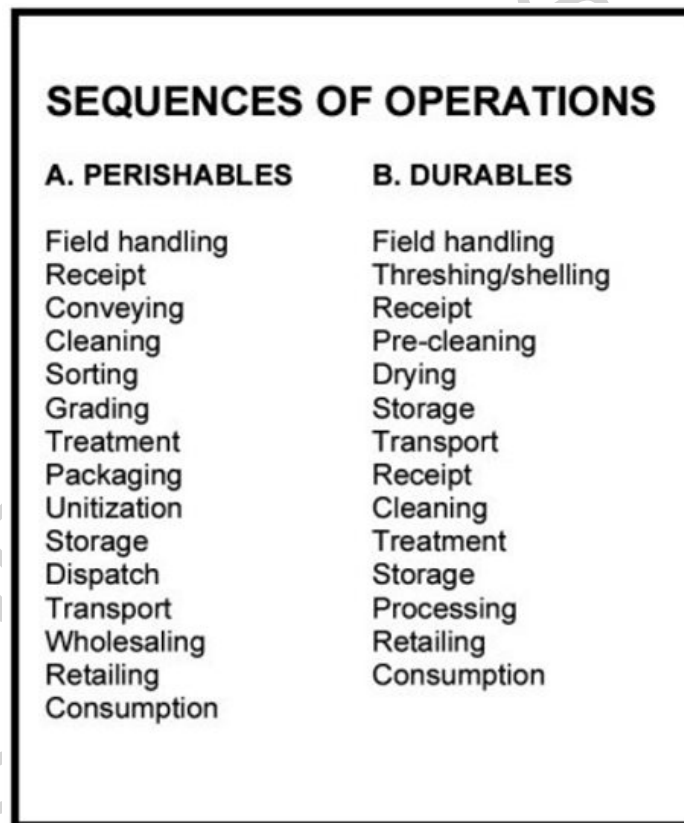 SEQUENCES OF OPERATIONS
A. PERISHABLES
Field handling
Receipt
Conveying
Cleaning
Sorting
Grading
Treatment
Packaging
Unitization
Storage
Dispatch
Transport
Wholesaling
Retailing
Consumption
B. DURABLES
Field handling
Threshing/shelling
Receipt
Pre-cleaning
Drying
Storage
Transport
Receipt
Cleaning
Treatment
Storage
Processing
Retailing
Consumption